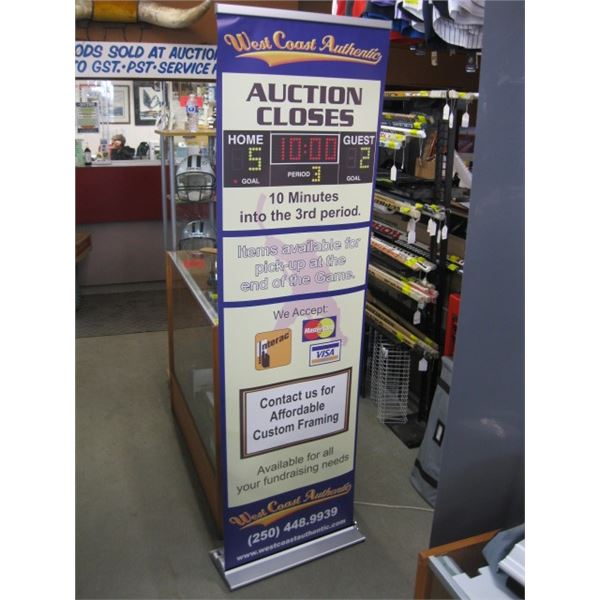 West Coast Authentic
ODS SOLD AT AUCTION
TO GST. • PST • SERVICE
AUCTION
CLOSES
HOME 10:00 GUEST
5 2
GOAL PERIOD 3 GOAL
10 Minutes
into the 3rd period.
Items available for
pick-up at the
end of the Game.
We Accept:
Interac
MasterCard
VISA
Contact us for
Affordable
Custom Framing
Available for all
your fundraising needs
West Coast Authentic
(250) 448.9939
www.westcoastauthentic.com